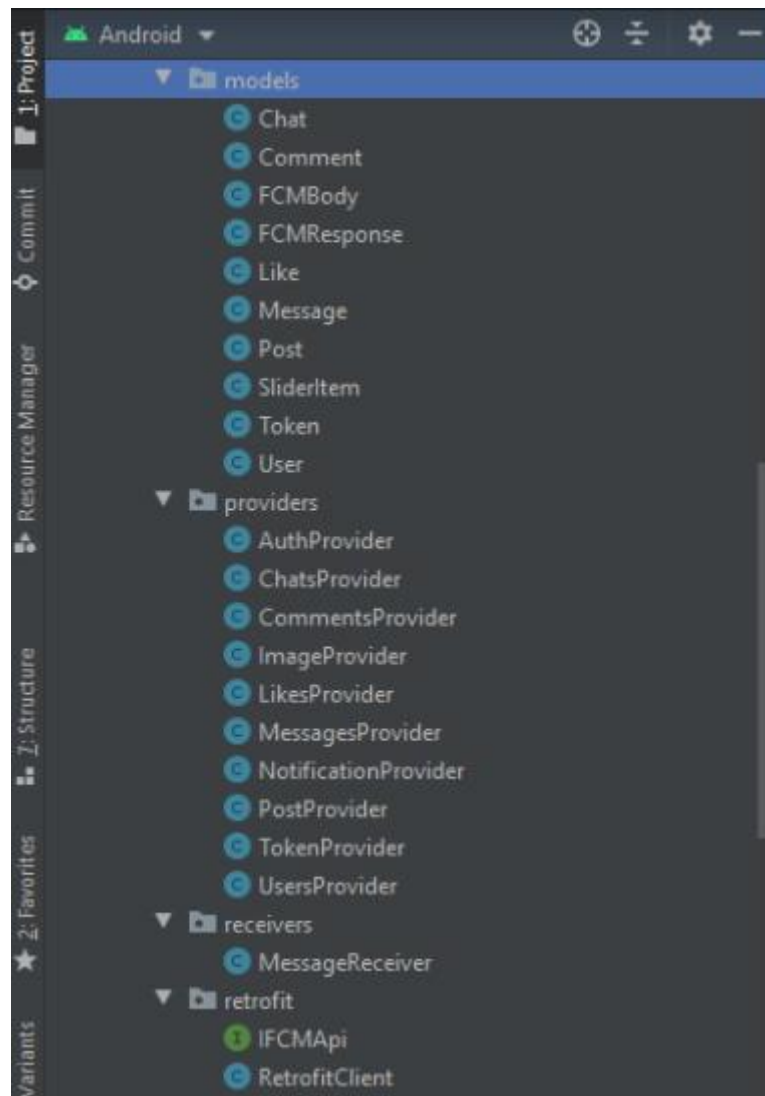 Android
models
Chat
Comment
FCMBody
FCMResponse
Like
Message
Post
SliderItem
Token
User
providers
AuthProvider
ChatsProvider
CommentsProvider
ImageProvider
LikesProvider
MessagesProvider
NotificationProvider
PostProvider
TokenProvider
UsersProvider
receivers
MessageReceiver
retrofit
IFCMApi
RetrofitClient
1: Project
Commit
Resource Manager
7: Structure
2: Favorites
Variants